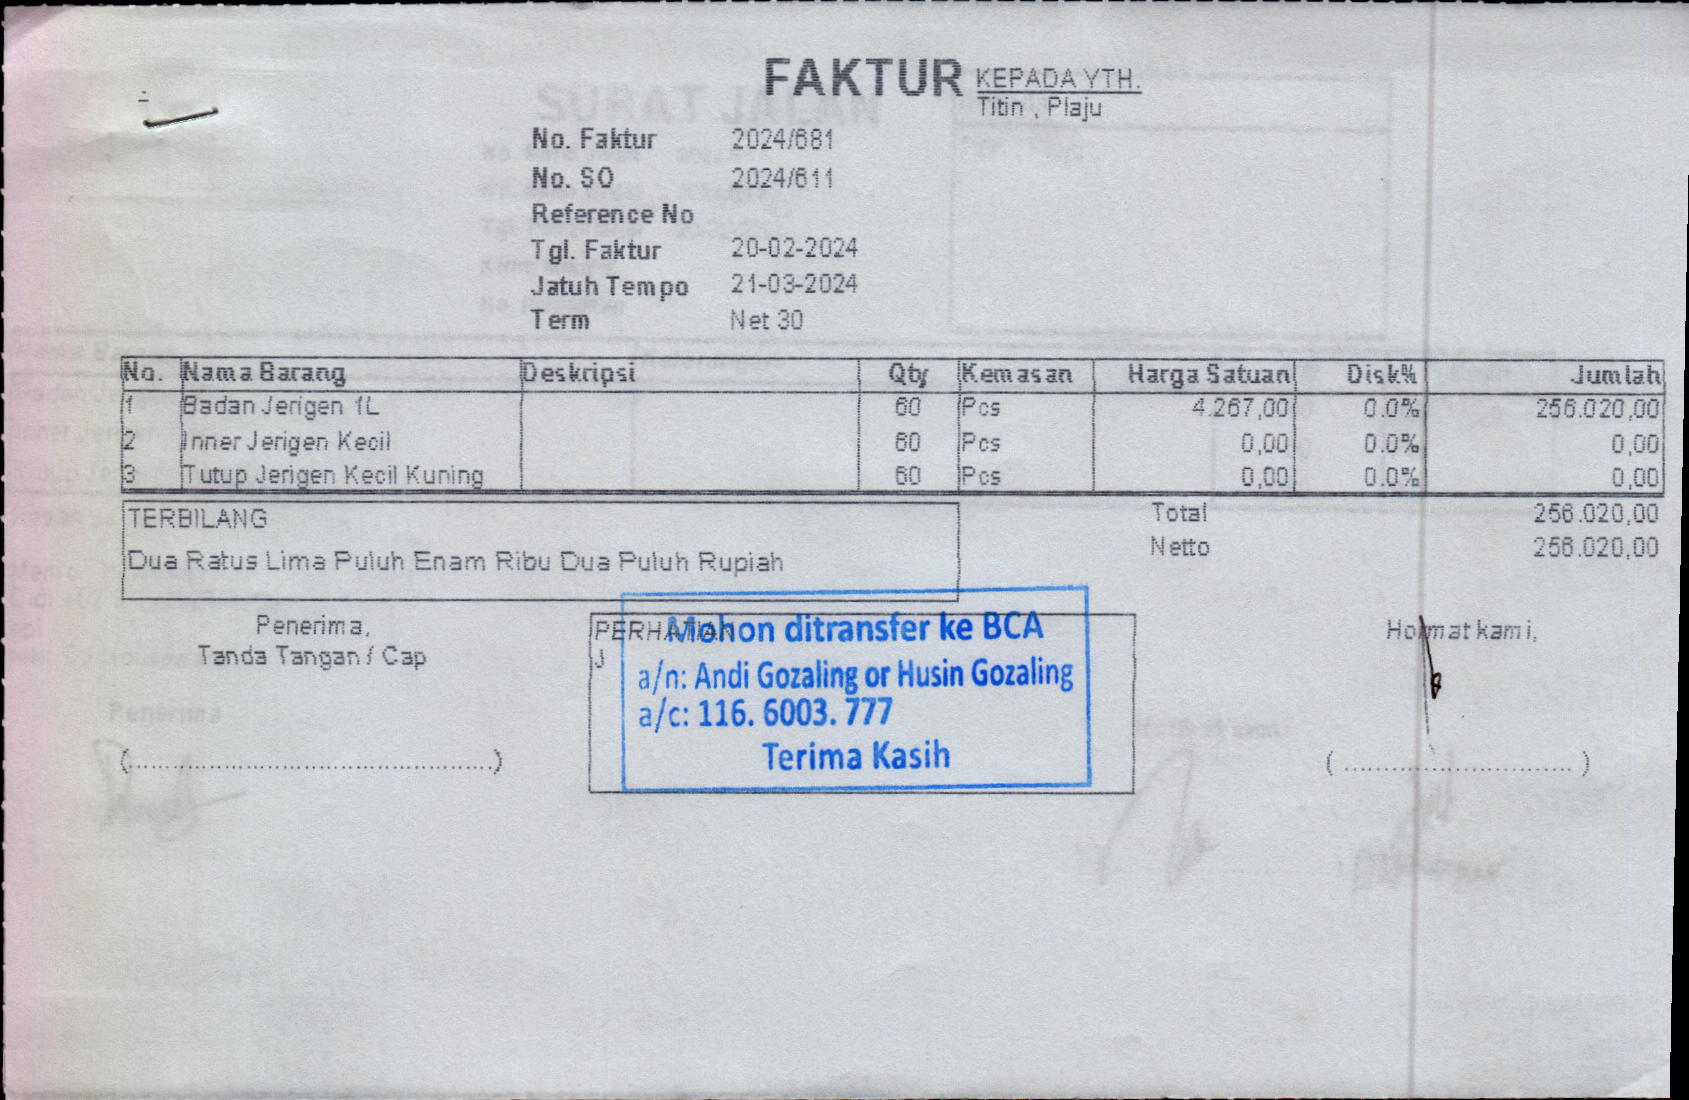 FAKTUR
KEPADA YTH.
Titin , Plaju
No. Faktur 2024/681
No. SO 2024/611
Reference No
Tgl. Faktur 20-02-2024
Jatuh Tempo 21-03-2024
Term Net 30
No. Nama Barang Deskripsi Qty Kemasan Harga Satuan Disk% Jumlah
1 Badan Jerigen 1L 60 Pcs 4.267,00 0.0% 256.020,00
2 Inner Jerigen Kecil 60 Pcs 0,00 0.0% 0,00
3 Tutup Jerigen Kecil Kuning 60 Pcs 0,00 0.0% 0,00
TERBILANG
Dua Ratus Lima Puluh Enam Ribu Dua Puluh Rupiah
Total 256.020,00
Netto 256.020,00
Penerima,
Tanda Tangan / Cap
(..............................................)
PERHATIAN
J
Mohon ditransfer ke BCA
a/n: Andi Gozaling or Husin Gozaling
a/c: 116. 6003. 777
Terima Kasih
Hormat kami,
( ............................. )
SURAT JALAN
Penerima